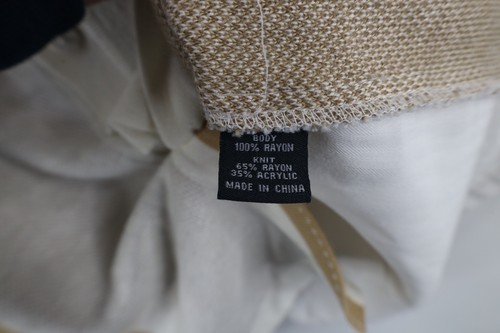 BODY
100% RAYON
KNIT
65% RAYON
35% ACRYLIC
MADE IN CHINA